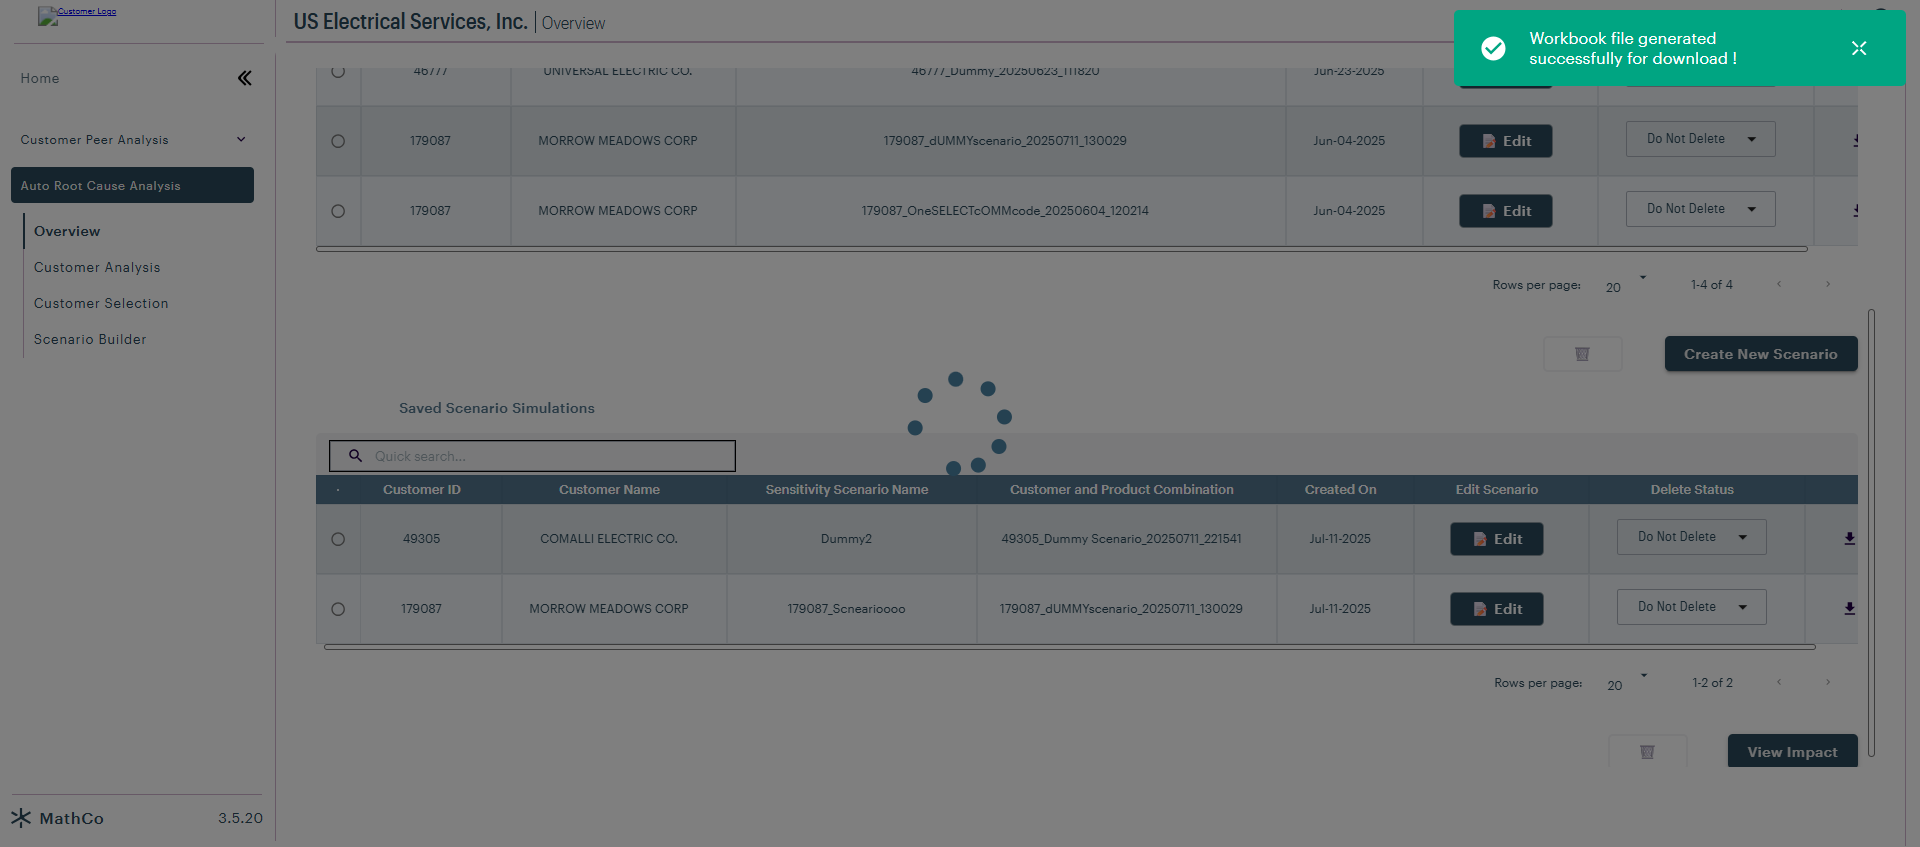 Customer Logo
US Electrical Services, Inc. Overview
Workbook file generated
successfully for download !
Home
Customer Peer Analysis
Auto Root Cause Analysis
Overview
Customer Analysis
Customer Selection
Scenario Builder
MathCo 3.5.20
46777 UNIVERSAL ELECTRIC CO. 46777_Dummy_20250623_111820 Jun-23-2025
179087 MORROW MEADOWS CORP 179087_dUMMYscenario_20250711_130029 Jun-04-2025 Edit Do Not Delete
179087 MORROW MEADOWS CORP 179087_OneSELECTcOMMcode_20250604_120214 Jun-04-2025 Edit Do Not Delete
Rows per page: 20 1-4 of 4
Create New Scenario
Saved Scenario Simulations
Quick search...
Customer ID Customer Name Sensitivity Scenario Name Customer and Product Combination Created On Edit Scenario Delete Status
49305 COMALLI ELECTRIC CO. Dummy2 49305_Dummy Scenario_20250711_221541 Jul-11-2025 Edit Do Not Delete
179087 MORROW MEADOWS CORP 179087_Scnearioooo 179087_dUMMYscenario_20250711_130029 Jul-11-2025 Edit Do Not Delete
Rows per page: 20 1-2 of 2
View Impact